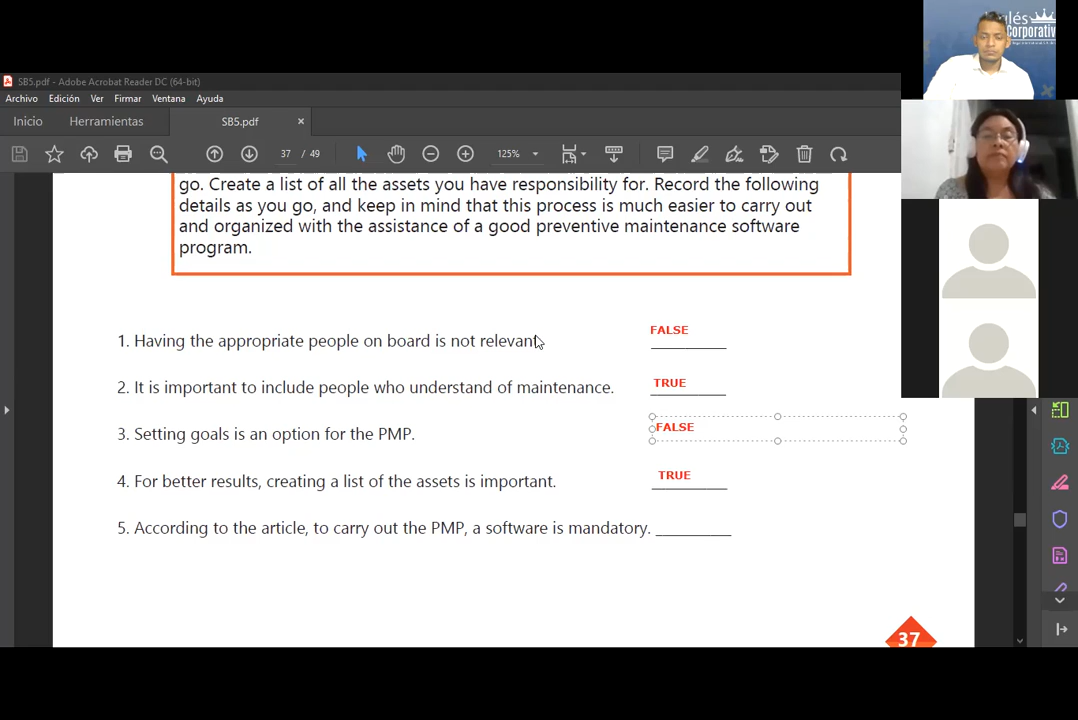 glés
Corporativ
SB5.pdf - Adobe Acrobat Reader DC (64-bit)
Archivo Edición Ver Firmar Ventana Ayuda
Inicio Herramientas SB5.pdf ×
37 / 49 125%
go. Create a list of all the assets you have responsibility for. Record the following
details as you go, and keep in mind that this process is much easier to carry out
and organized with the assistance of a good preventive maintenance software
program.
1. Having the appropriate people on board is not relevant. FALSE
2. It is important to include people who understand of maintenance. TRUE
3. Setting goals is an option for the PMP. FALSE
4. For better results, creating a list of the assets is important. TRUE
5. According to the article, to carry out the PMP, a software is mandatory. __________
37